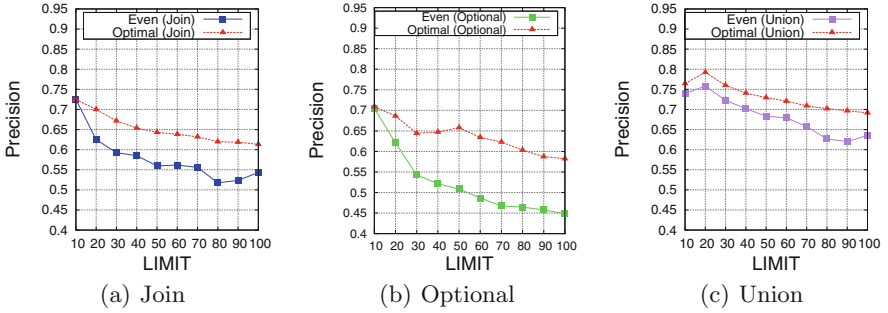 0.95
0.9
0.85
0.8
0.75
0.7
0.65
0.6
0.55
0.5
0.45
0.4
Precision
Even (Join)
Optimal (Join)
10 20 30 40 50 60 70 80 90 100
LIMIT
(a) Join
0.95
0.9
0.85
0.8
0.75
0.7
0.65
0.6
0.55
0.5
0.45
0.4
Precision
Even (Optional)
Optimal (Optional)
10 20 30 40 50 60 70 80 90 100
LIMIT
(b) Optional
0.95
0.9
0.85
0.8
0.75
0.7
0.65
0.6
0.55
0.5
0.45
0.4
Precision
Even (Union)
Optimal (Union)
10 20 30 40 50 60 70 80 90 100
LIMIT
(c) Union